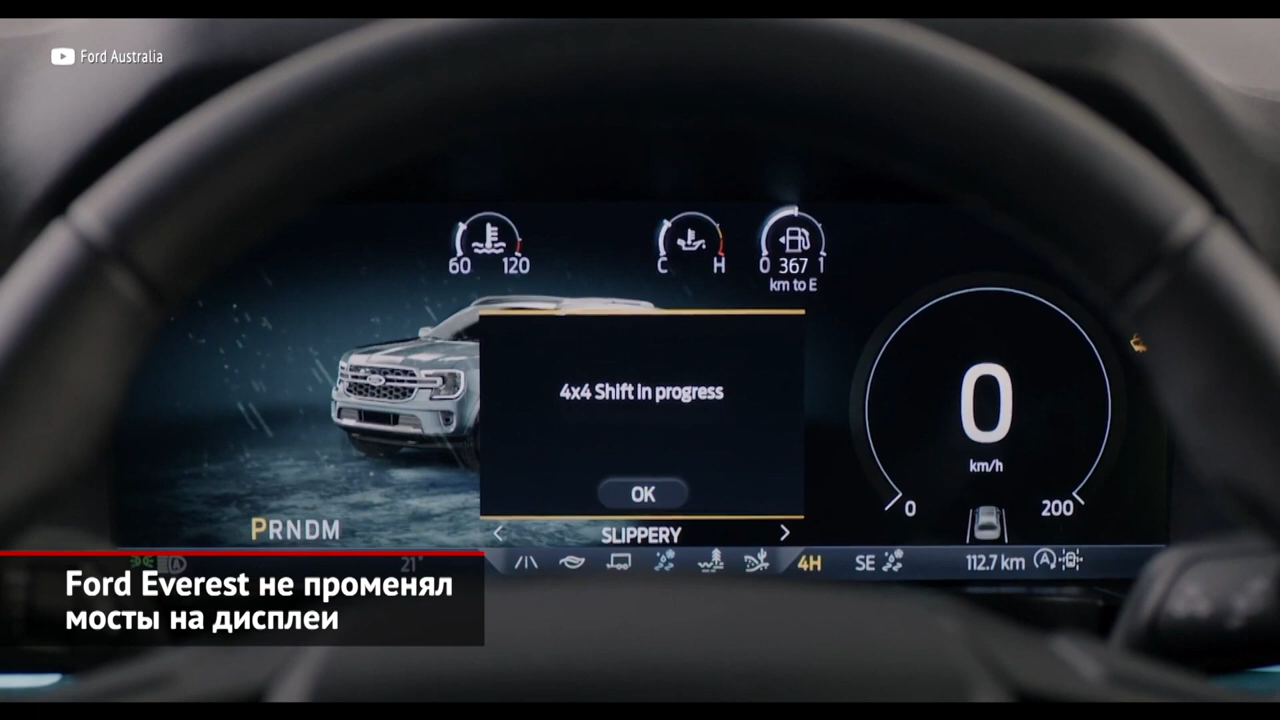 Ford Australia
60 120
C H
0 367 1
km to E
4x4 Shift in progress
OK
0
km/h
0 200
PRNDM
SLIPPERY
21°
4H
SE
112.7 km
Ford Everest не променял
мосты на дисплеи